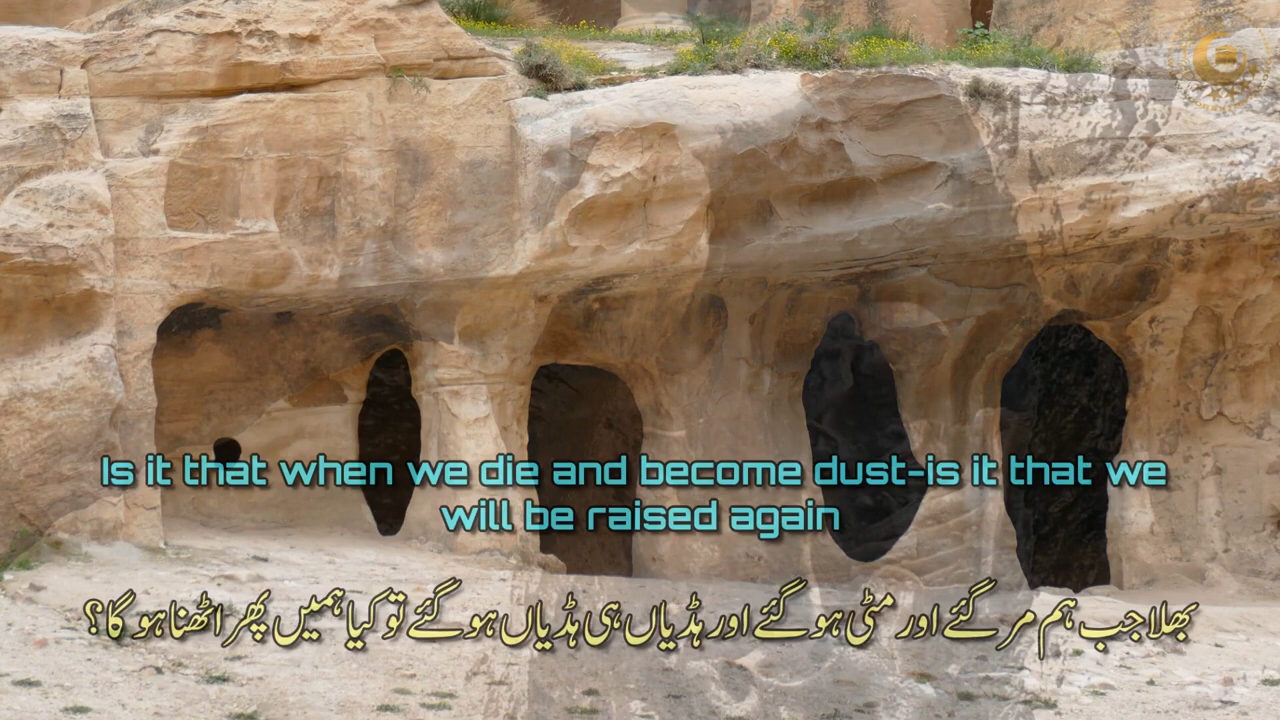 Is it that when we die and become dust-is it that we
will be raised again
بھلا جب ہم مر گئے اور مٹی ہو گئے اور ہڈیاں ہی ہڈیاں ہو گئے تو کیا ہمیں پھر اٹھنا ہو گا؟